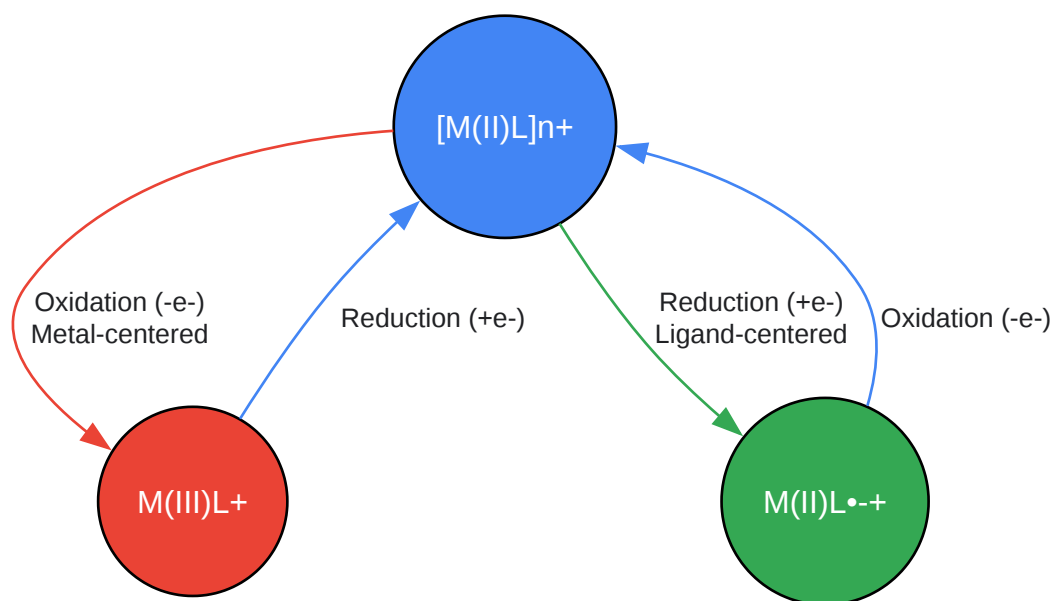 [M(II)L]n+
Oxidation (-e-)
Metal-centered
Reduction (+e-)
Reduction (+e-)
Ligand-centered
Oxidation (-e-)
M(III)L+
M(II)L•-+